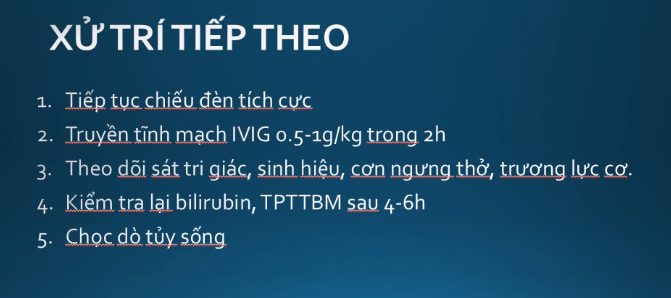 XỬ TRÍ TIẾP THEO
1. Tiếp tục chiếu đèn tích cực
2. Truyền tĩnh mạch IVIG 0.5-1g/kg trong 2h
3. Theo dõi sát tri giác, sinh hiệu, cơn ngưng thở, trương lực cơ.
4. Kiểm tra lại bilirubin, TPTTBM sau 4-6h
5. Chọc dò tủy sống